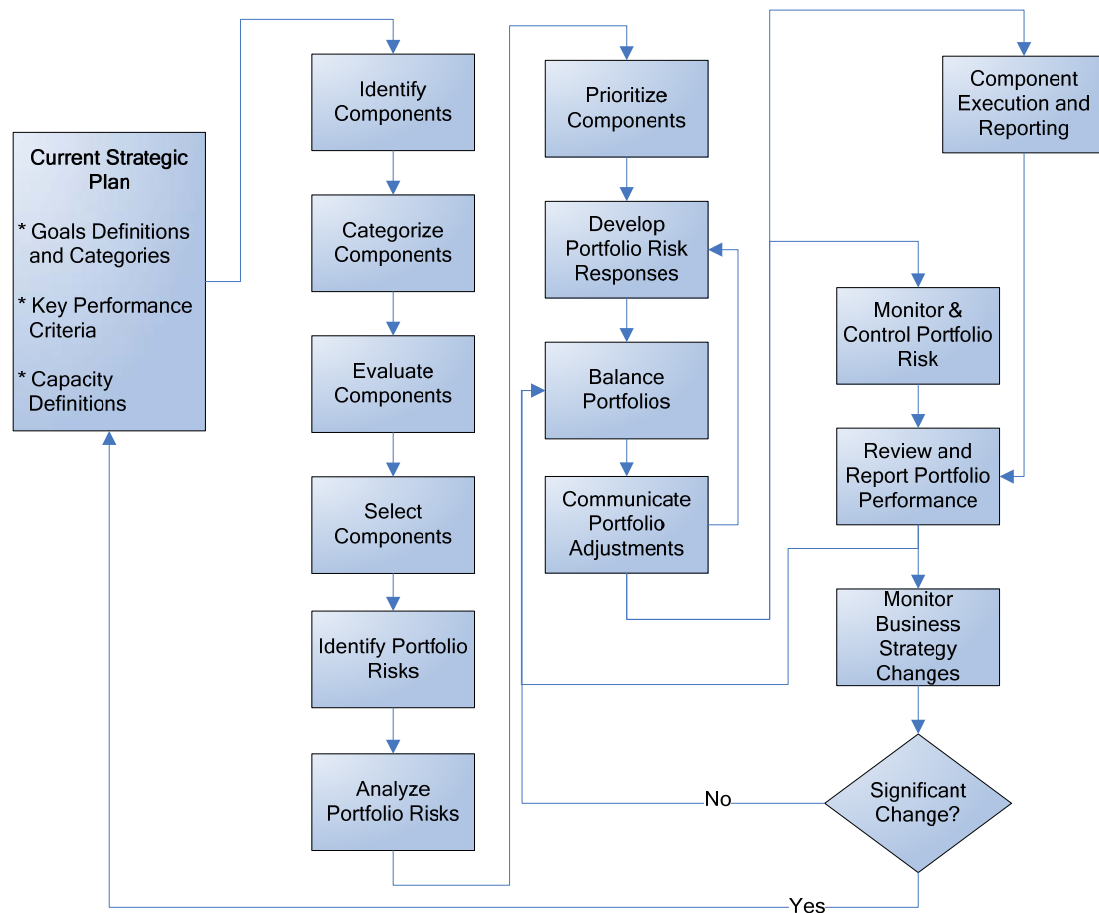 Current Strategic
Plan
* Goals Definitions
and Categories
* Key Performance
Criteria
* Capacity
Definitions
Identify
Components
Categorize
Components
Evaluate
Components
Select
Components
Identify Portfolio
Risks
Analyze
Portfolio Risks
Prioritize
Components
Develop
Portfolio Risk
Responses
Balance
Portfolios
Communicate
Portfolio
Adjustments
Component
Execution and
Reporting
Monitor &
Control Portfolio
Risk
Review and
Report Portfolio
Performance
Monitor
Business
Strategy
Changes
Significant
Change?
No
Yes